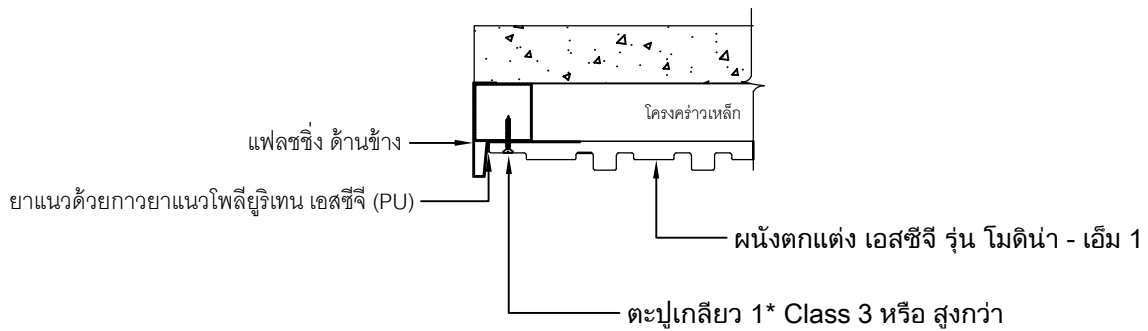 โครงคร่าวเหล็ก
แฟลชชิ่ง ด้านข้าง
ยาแนวด้วยกาวยาแนวโพลียูริเทน เอสซีจี (PU)
ผนังตกแต่ง เอสซีจี รุ่น โมดิน่า - เอ็ม 1
ตะปูเกลียว 1* Class 3 หรือ สูงกว่า